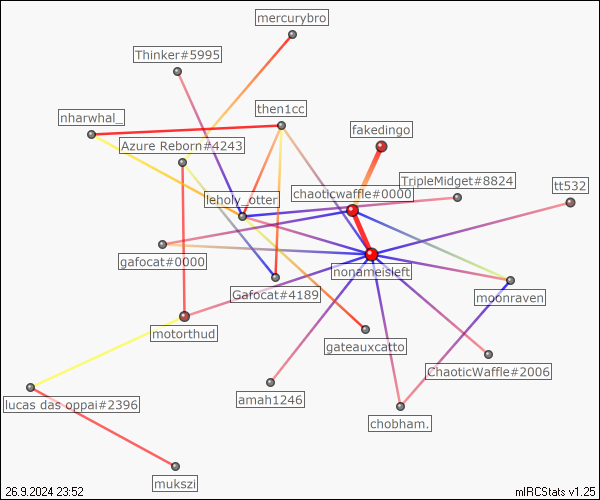 mercurybro
Thinker#5995
then1cc
nharwhal_
fakedingo
Azure Reborn#4243
TripleMidget#8824
tt532
chaoticwaffle#0000
leholy_otter
gafocat#0000
nonameisleft
Gafocat#4189
moonraven
motorthud
gateauxcatto
ChaoticWaffle#2006
amah1246
lucas das oppai#2396
chobham.
mukszi
26.9.2024 23:52
mIRCStats v1.25